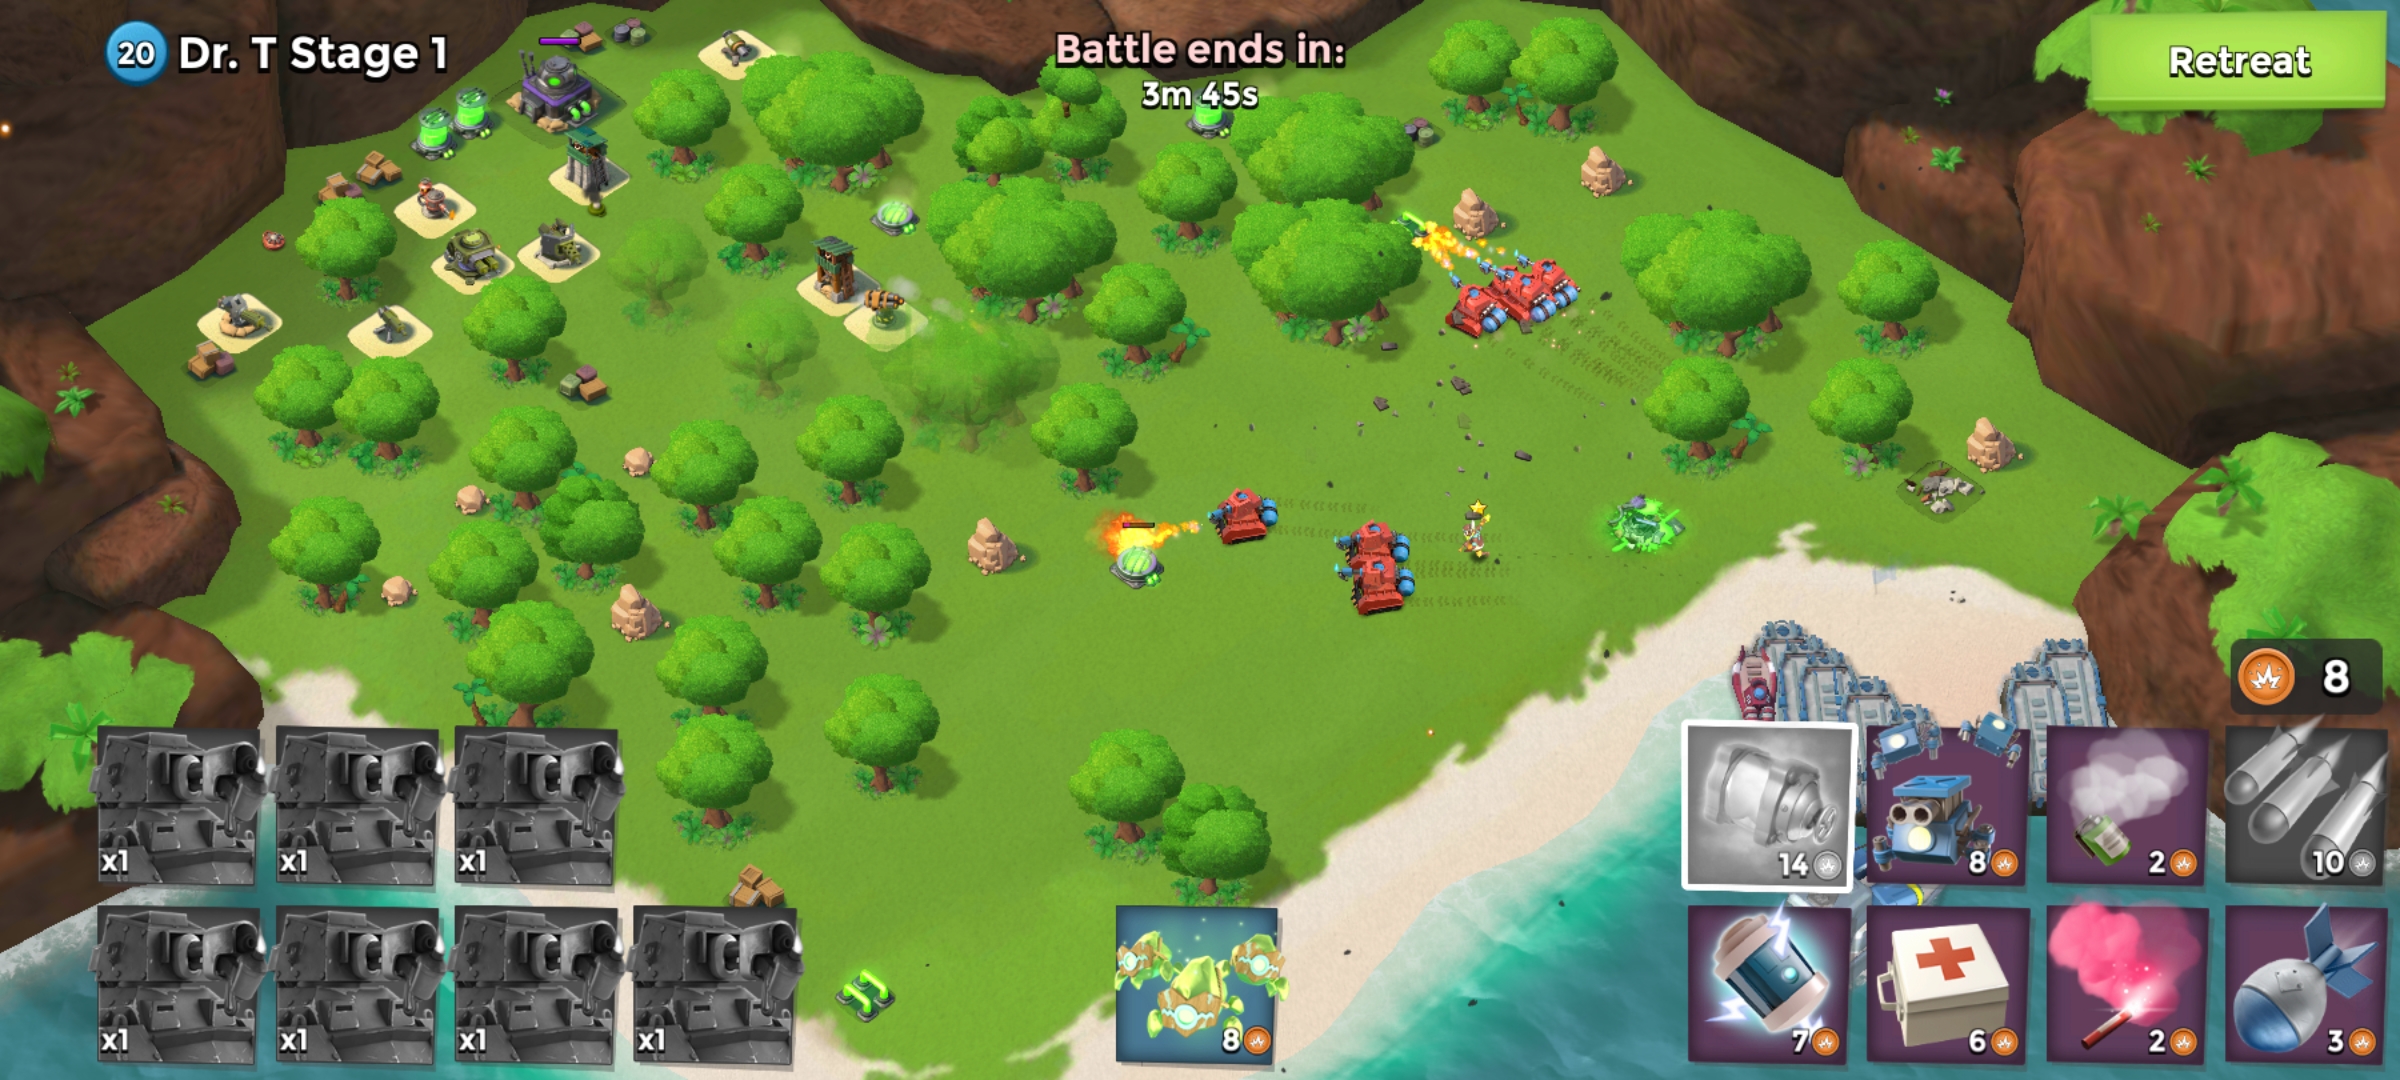 20 Dr. T Stage 1
Battle ends in:
3m 45s
Retreat
8
x1 x1 x1
14 8 2 10
x1 x1 x1 x1
8
7 6 2 3